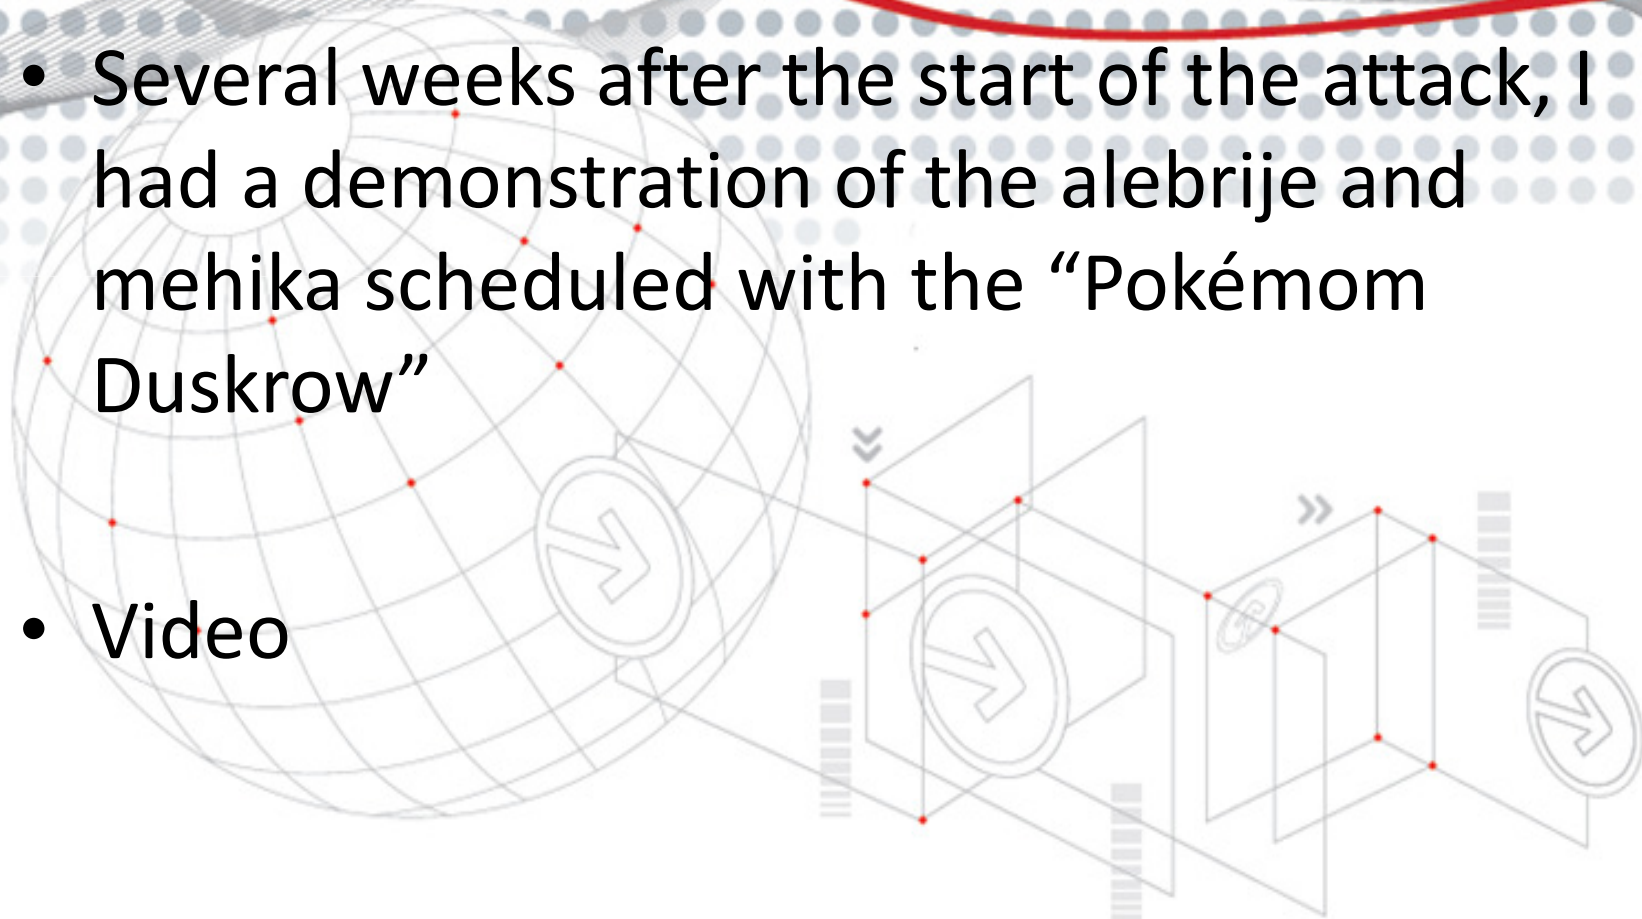 • Several weeks after the start of the attack, I
had a demonstration of the alebrije and
mehika scheduled with the “Pokémom
Duskrow”
• Video